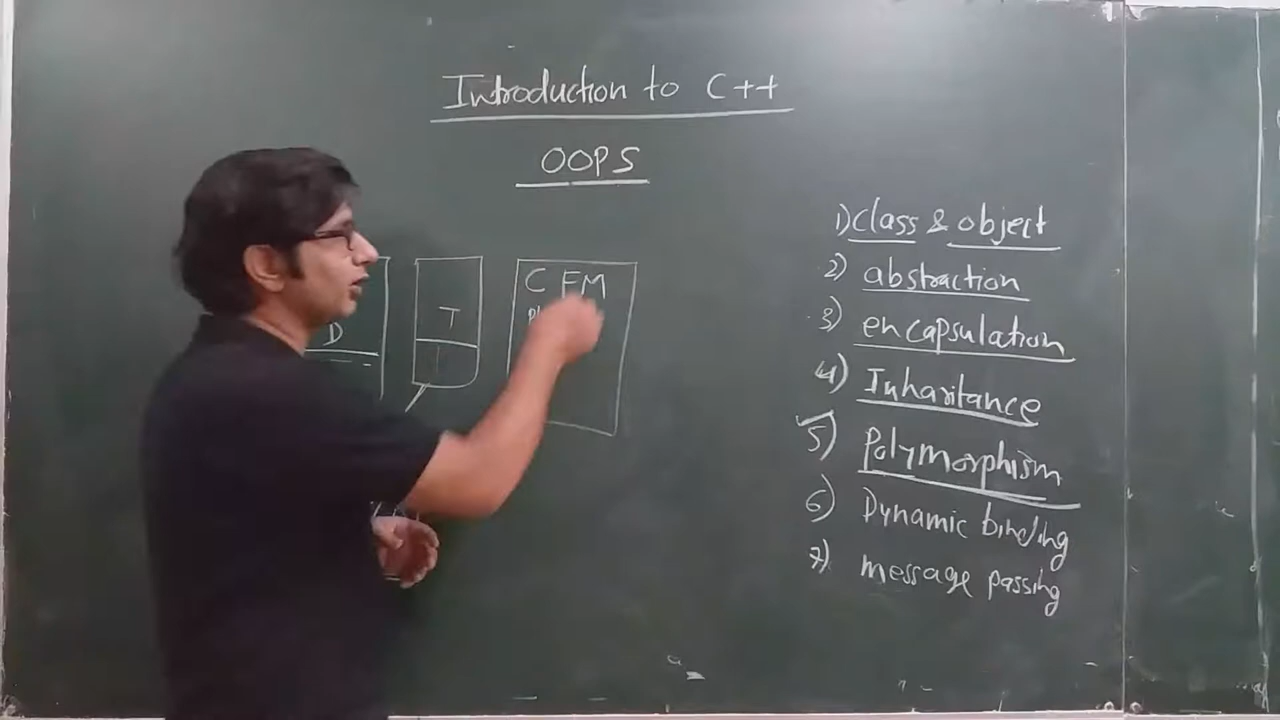 Introduction to C++
OOPS
1) class & object
2) abstraction
3) encapsulation
4) Inharitance
5) Polymorphism
6) Dynamic binding
7) message passing
D
T
C FM